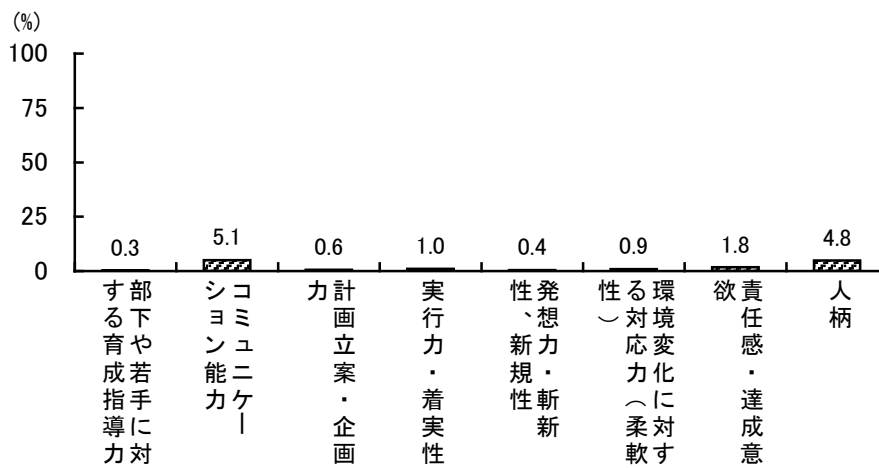 (%)
100
75
50
25
0
0.3
5.1
0.6
1.0
0.4
0.9
1.8
4.8
部下や若手に対
する育成指導力
コミュニケー
ション能力
計画立案・企画
力
実行力・着実性
発想力・斬新
性、新規性
環境変化に対す
る対応力（柔軟
性）
責任感・達成意
欲
人柄